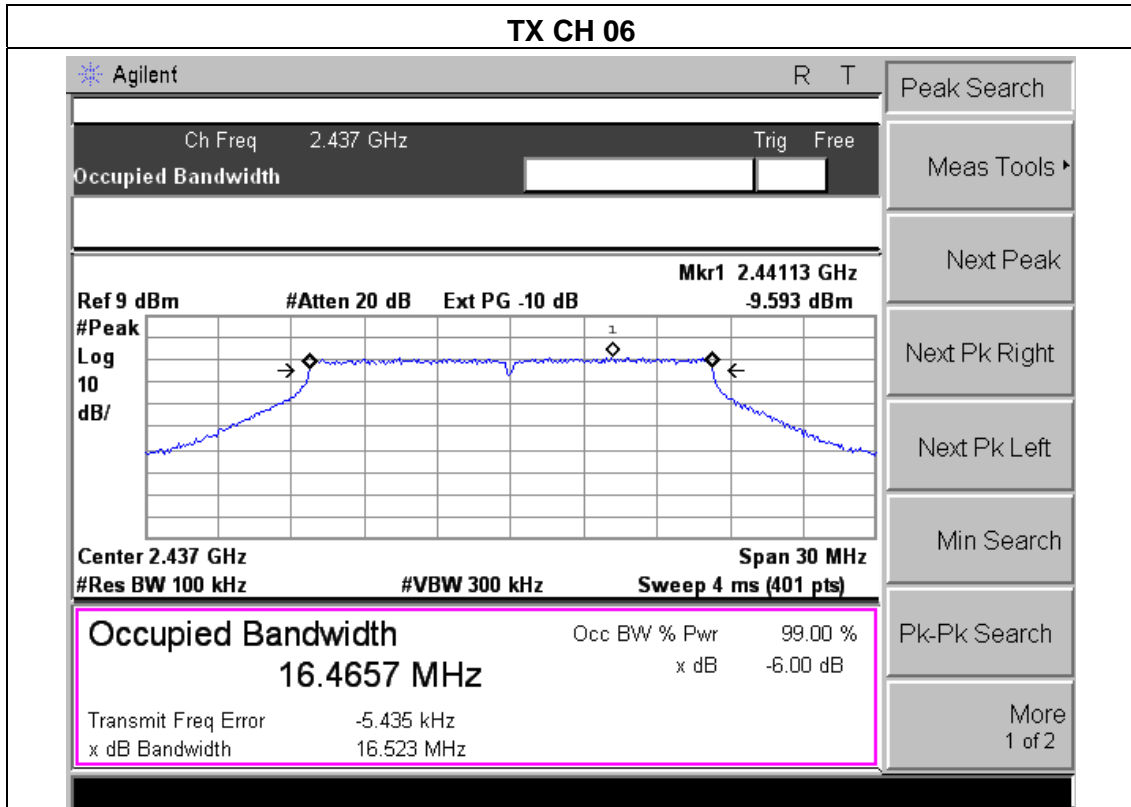 TX CH 06
Agilent R T
Peak Search
Ch Freq 2.437 GHz Trig Free
Occupied Bandwidth
Meas Tools
Next Peak
Mkr1 2.44113 GHz
Ref 9 dBm #Atten 20 dB Ext PG -10 dB -9.593 dBm
#Peak
Log
10
dB/
1
Next Pk Right
Next Pk Left
Min Search
Center 2.437 GHz Span 30 MHz
#Res BW 100 kHz #VBW 300 kHz Sweep 4 ms (401 pts)
Occupied Bandwidth Occ BW % Pwr 99.00 %
16.4657 MHz x dB -6.00 dB
Pk-Pk Search
Transmit Freq Error -5.435 kHz
x dB Bandwidth 16.523 MHz
More
1 of 2